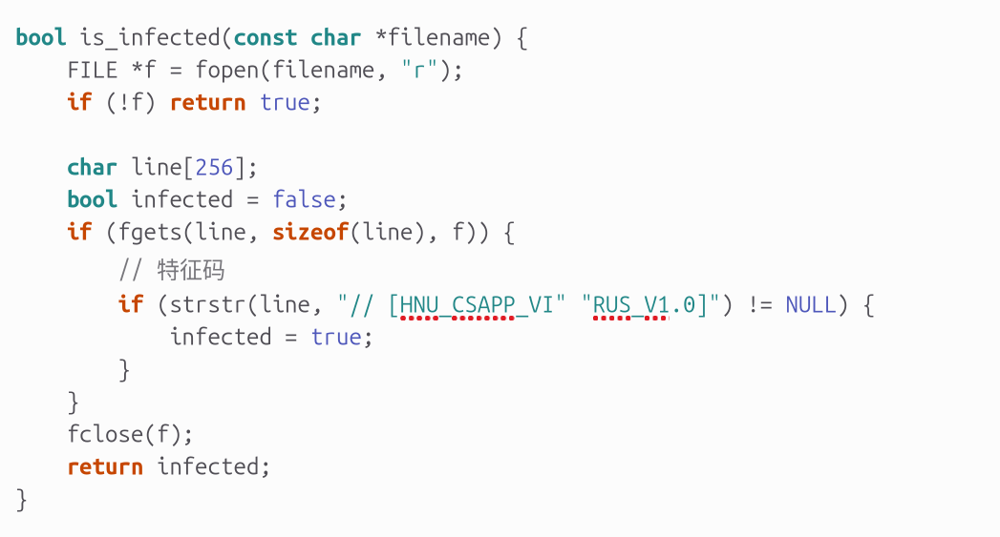 bool is_infected(const char *filename) {
    FILE *f = fopen(filename, "r");
    if (!f) return true;

    char line[256];
    bool infected = false;
    if (fgets(line, sizeof(line), f)) {
        // 特征码
        if (strstr(line, "// [HNU_CSAPP_VI" "RUS_V1.0]") != NULL) {
            infected = true;
        }
    }
    fclose(f);
    return infected;
}